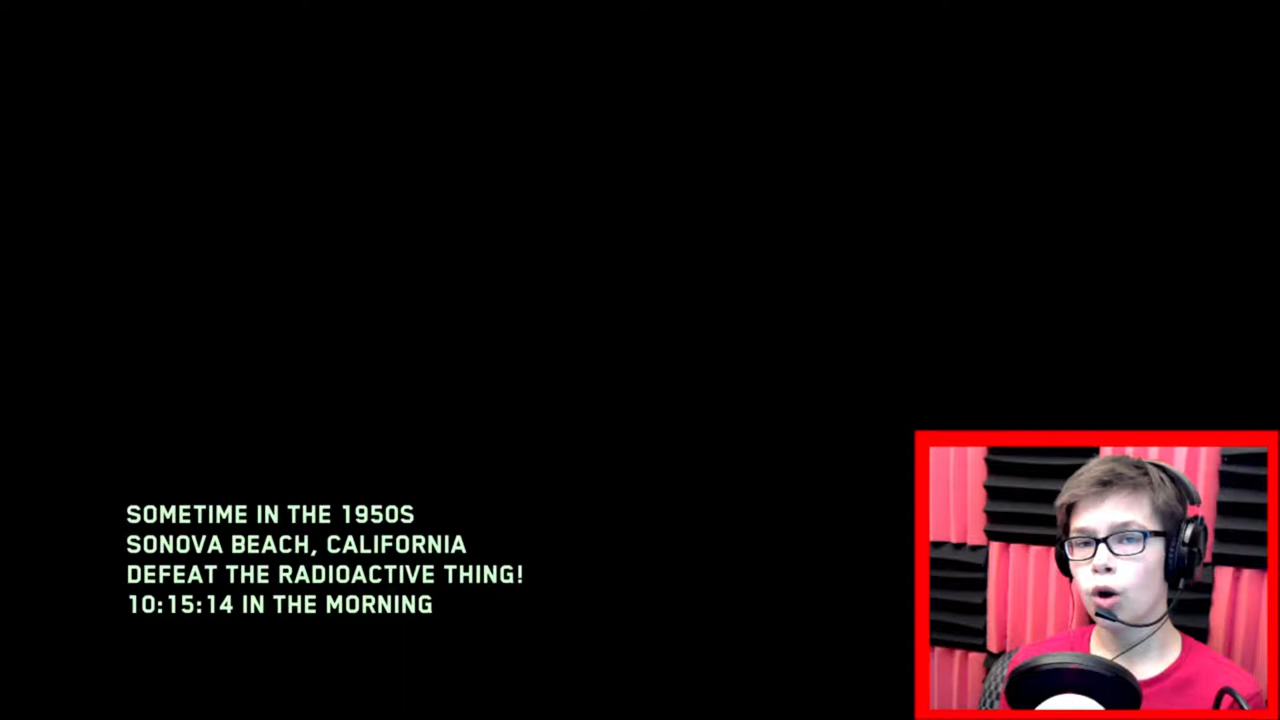 SOMETIME IN THE 1950S
SONOVA BEACH, CALIFORNIA
DEFEAT THE RADIOACTIVE THING!
10:15:14 IN THE MORNING